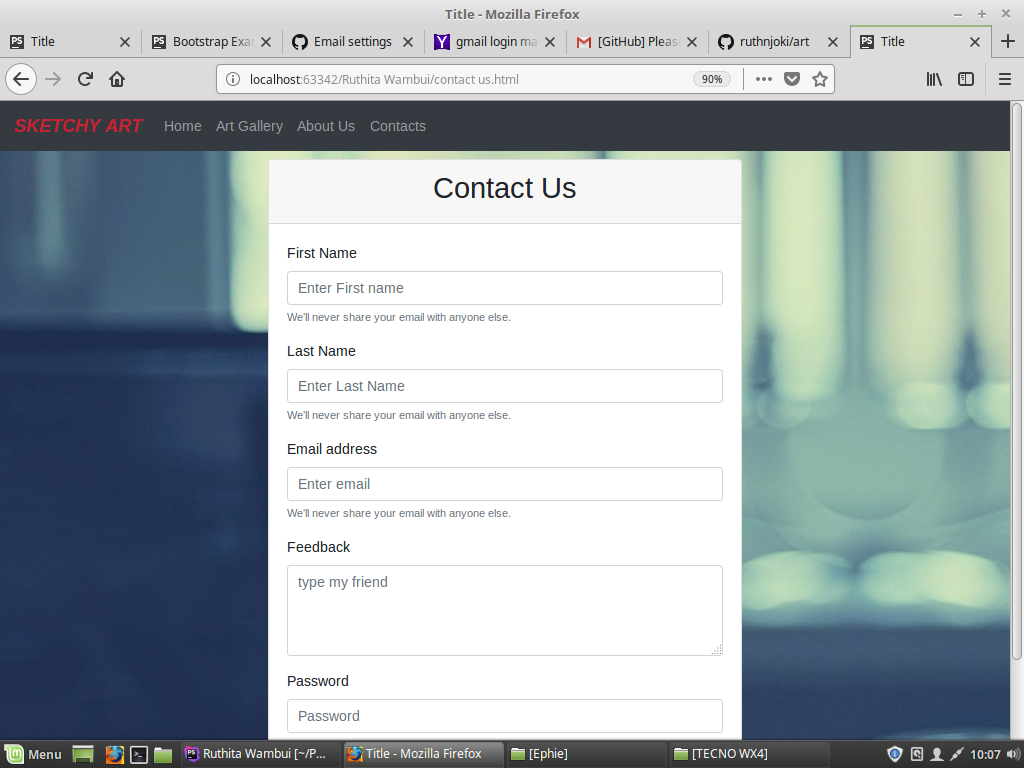 Title - Mozilla Firefox
Title
Bootstrap Exa
Email settings
gmail login ma
[GitHub] Pleas
ruthnjoki/art
Title
localhost:63342/Ruthita Wambui/contact us.html
90%
SKETCHY ART Home Art Gallery About Us Contacts
Contact Us
First Name
Enter First name
We'll never share your email with anyone else.
Last Name
Enter Last Name
We'll never share your email with anyone else.
Email address
Enter email
We'll never share your email with anyone else.
Feedback
type my friend
Password
Password
Menu
Ruthita Wambui [~/P...
Title - Mozilla Firefox
[Ephie]
[TECNO WX4]
10:07